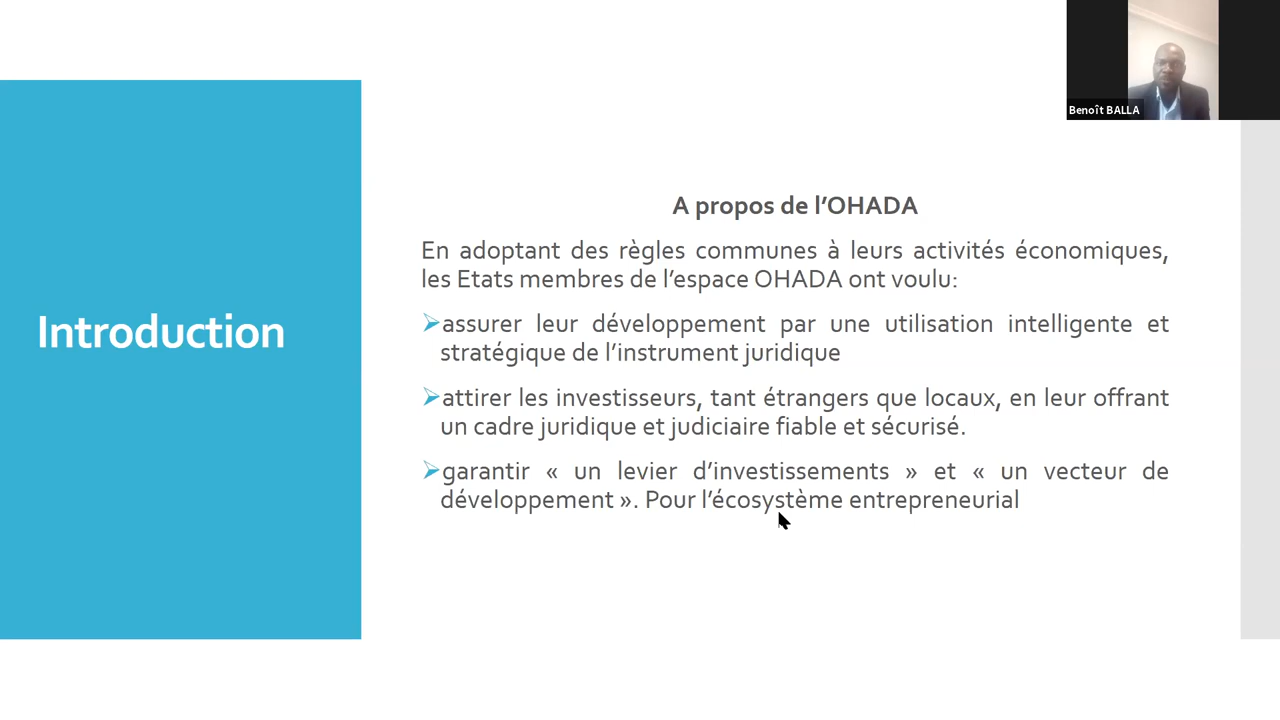 Benoît BALLA
Introduction
A propos de l’OHADA
En adoptant des règles communes à leurs activités économiques,
les Etats membres de l’espace OHADA ont voulu:
assurer leur développement par une utilisation intelligente et
stratégique de l’instrument juridique
attirer les investisseurs, tant étrangers que locaux, en leur offrant
un cadre juridique et judiciaire fiable et sécurisé.
garantir « un levier d’investissements » et « un vecteur de
développement ». Pour l’écosystème entrepreneurial